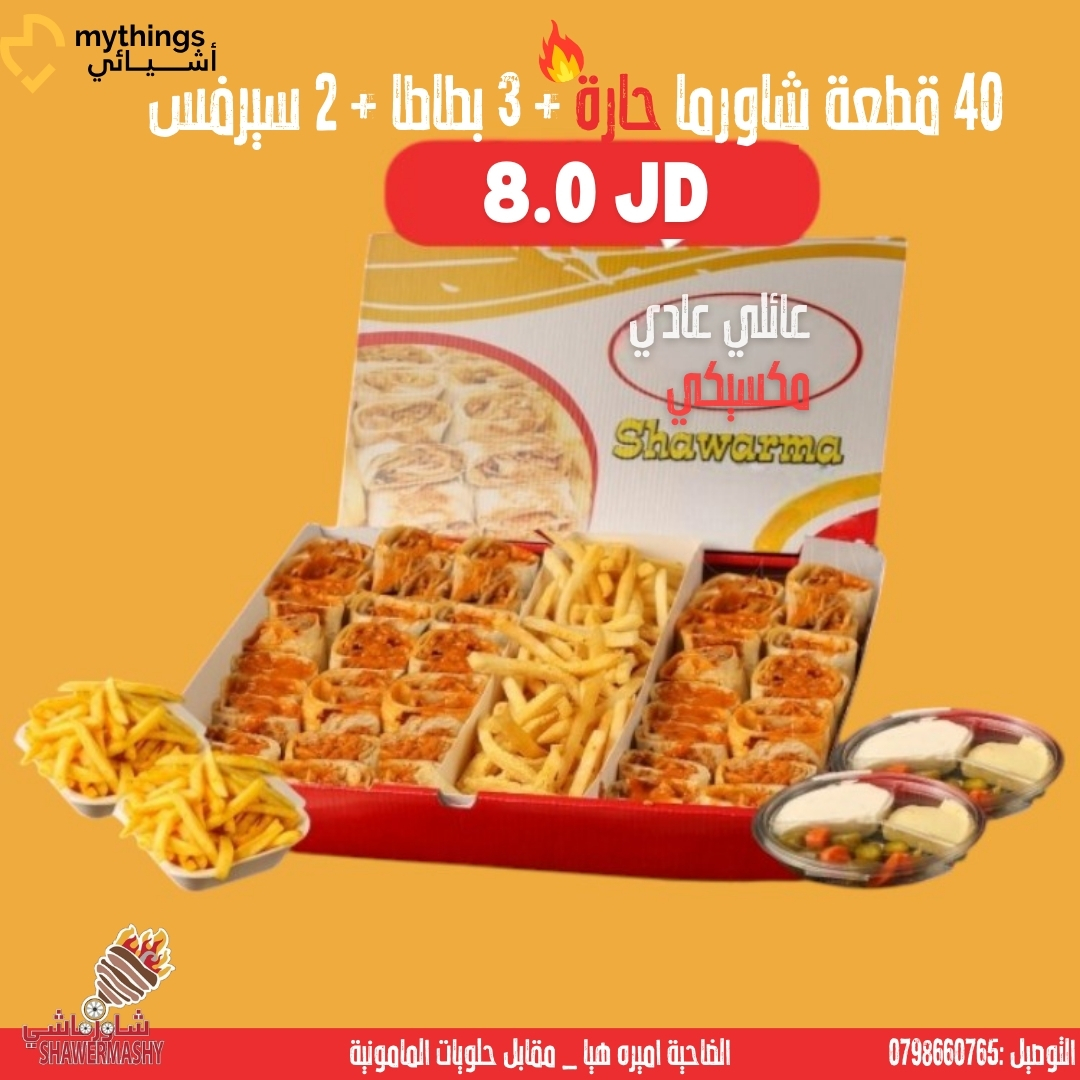 mythings
أشيائي
40 قطعة شاورما حارة + 3 بطاطا + 2 سيرفس
8.0 JD
عائلي عادي
مكسيكي
Shawarma
شاورماشي
SHAWERMASHY
الضاحية اميره هيا _ مقابل حلويات المامونية
التوصيل :0798660765